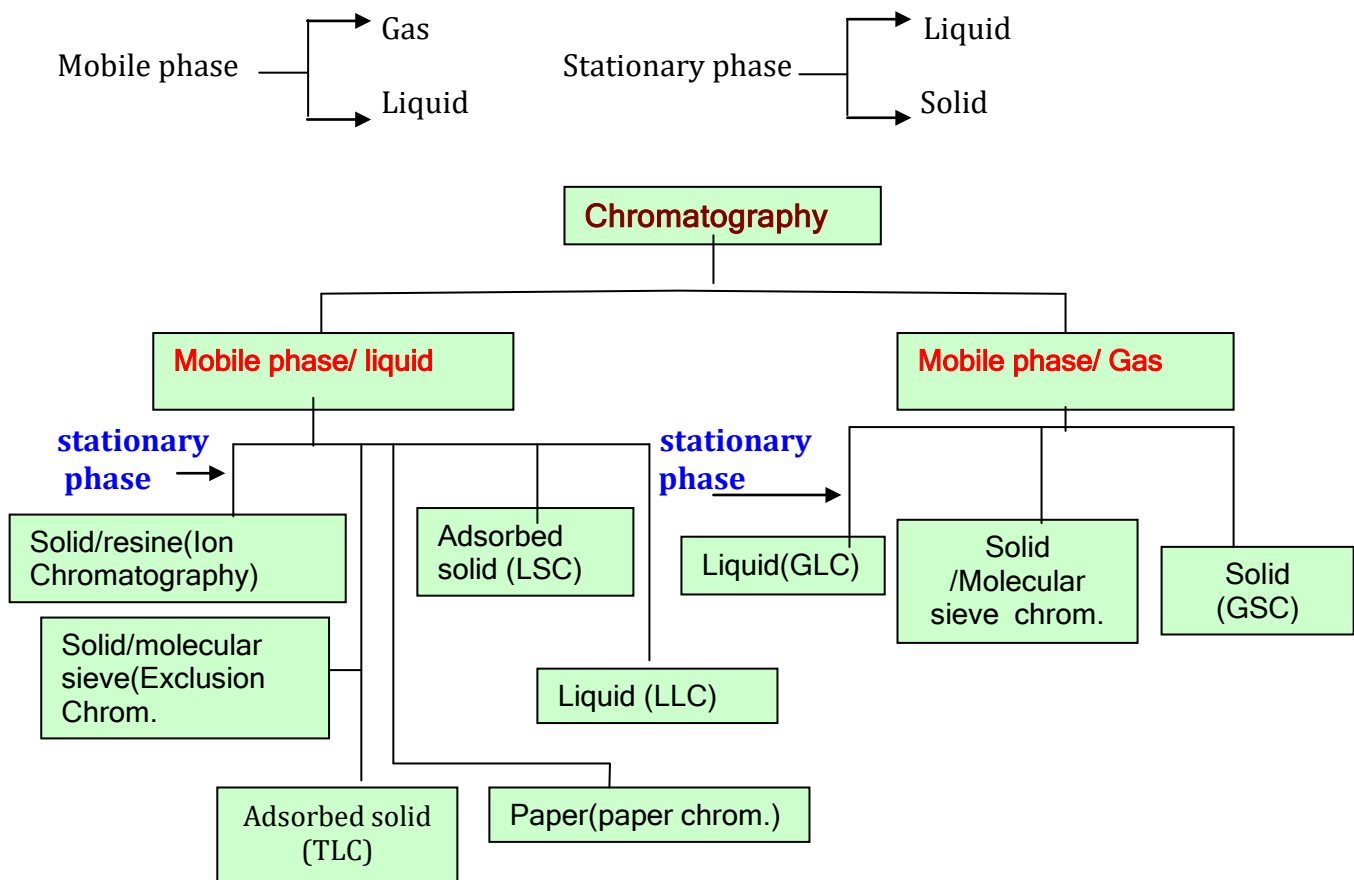 Gas
Mobile phase
Liquid
Liquid
Stationary phase
Solid
Chromatography
Mobile phase/ liquid
Mobile phase/ Gas
stationary
phase
stationary
phase
Solid/resine(Ion
Chromatography)
Adsorbed
solid (LSC)
Liquid(GLC)
Solid
/Molecular
sieve chrom.
Solid
(GSC)
Solid/molecular
sieve(Exclusion
Chrom.
Liquid (LLC)
Adsorbed solid
(TLC)
Paper(paper chrom.)